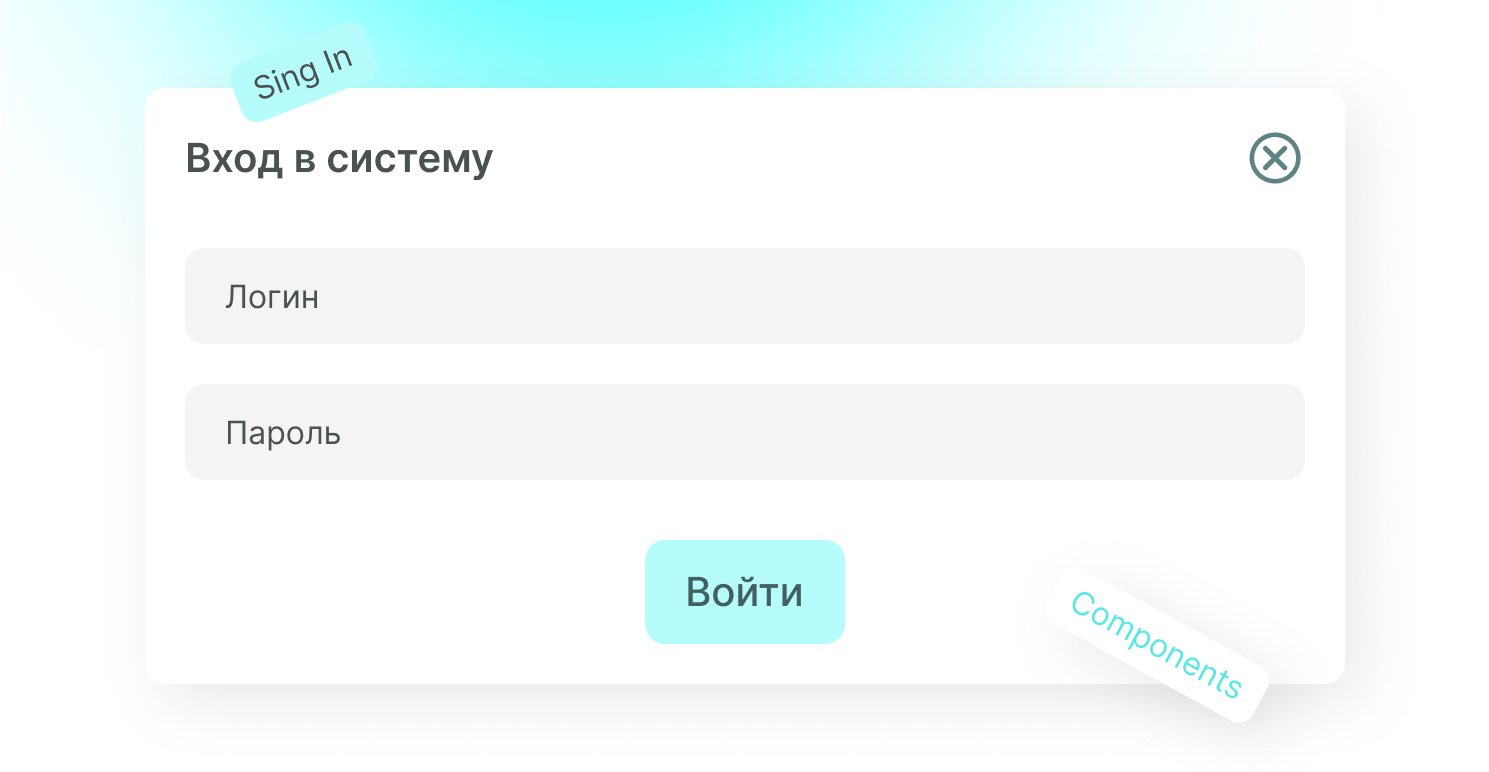 Sing In
Вход в систему
Логин
Пароль
Войти
Components